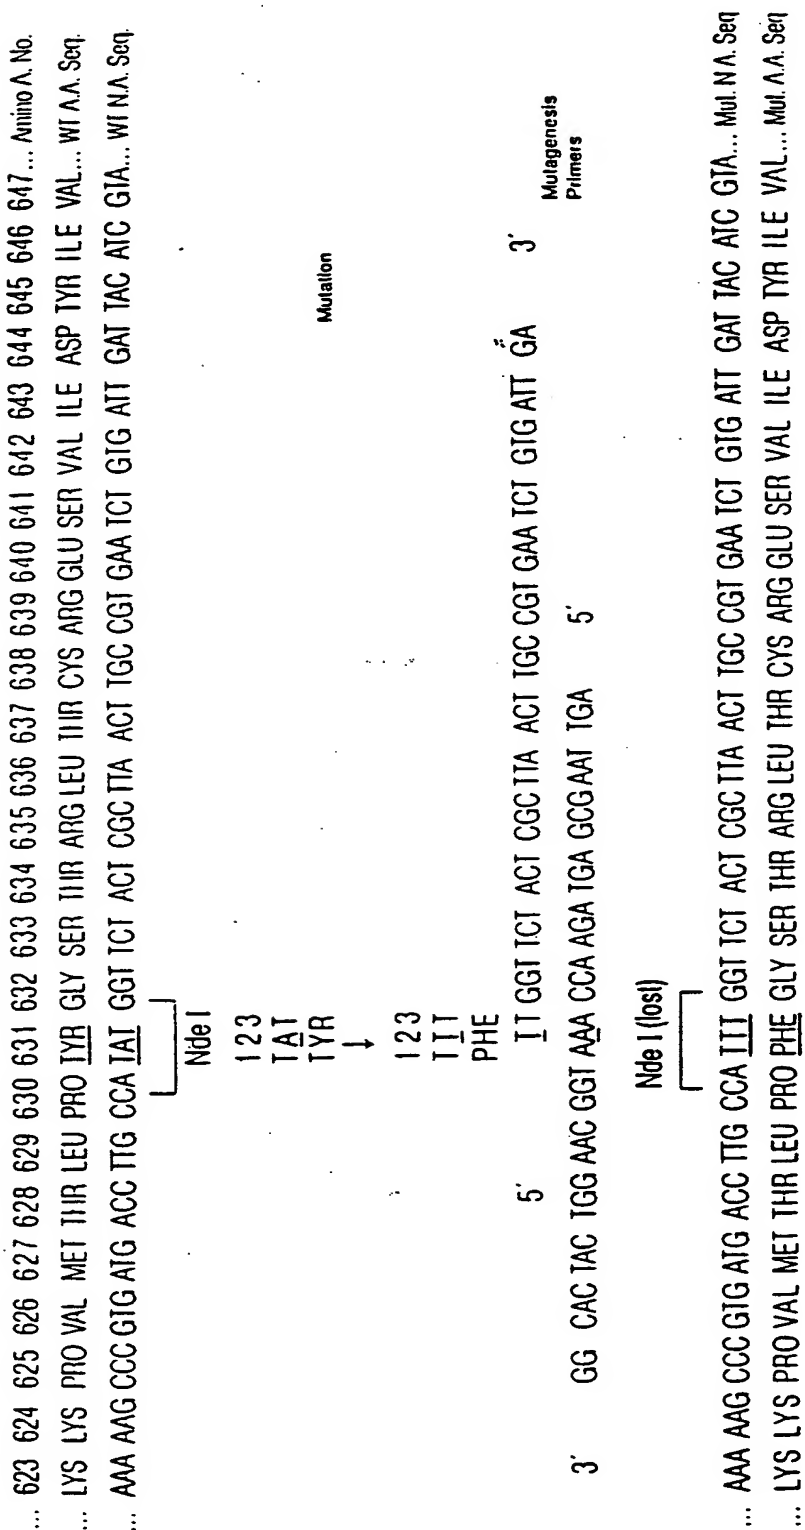 ... 623 624 625 626 627 628 629 630 631 632 633 634 635 636 637 638 639 640 641 642 643 644 645 646 647... Amino A. No.
... LYS LYS PRO VAL MET THR LEU PRO TYR GLY SER THR ARG LEU THR CYS ARG GLU SER VAL ILE ASP TYR ILE VAL... WT A.A. Seq.
... AAA AAG CCC GTG ATG ACC TTG CCA TAT GGT TCT ACT CGC TTA ACT TGC CGT GAA TCT GTG ATT GAT TAC ATC GTA... WT N.A. Seq.
Nde I
1 2 3
TAT
TYR
↓
Mutation
1 2 3
TTT
PHE
5' TT GGT TCT ACT CGC TTA ACT TGC CGT GAA TCT GTG ATT GA 3'
3' GG CAC TAC TGG AAC GGT AAA CCA AGA TGA GCG AAT TGA 5'
Mutagenesis
Primers
Nde I (lost)
... AAA AAG CCC GTG ATG ACC TTG CCA TTT GGT TCT ACT CGC TTA ACT TGC CGT GAA TCT GTG ATT GAT TAC ATC GTA... Mut. N.A. Seq
... LYS LYS PRO VAL MET THR LEU PRO PHE GLY SER THR ARG LEU THR CYS ARG GLU SER VAL ILE ASP TYR ILE VAL... Mut. A.A. Seq